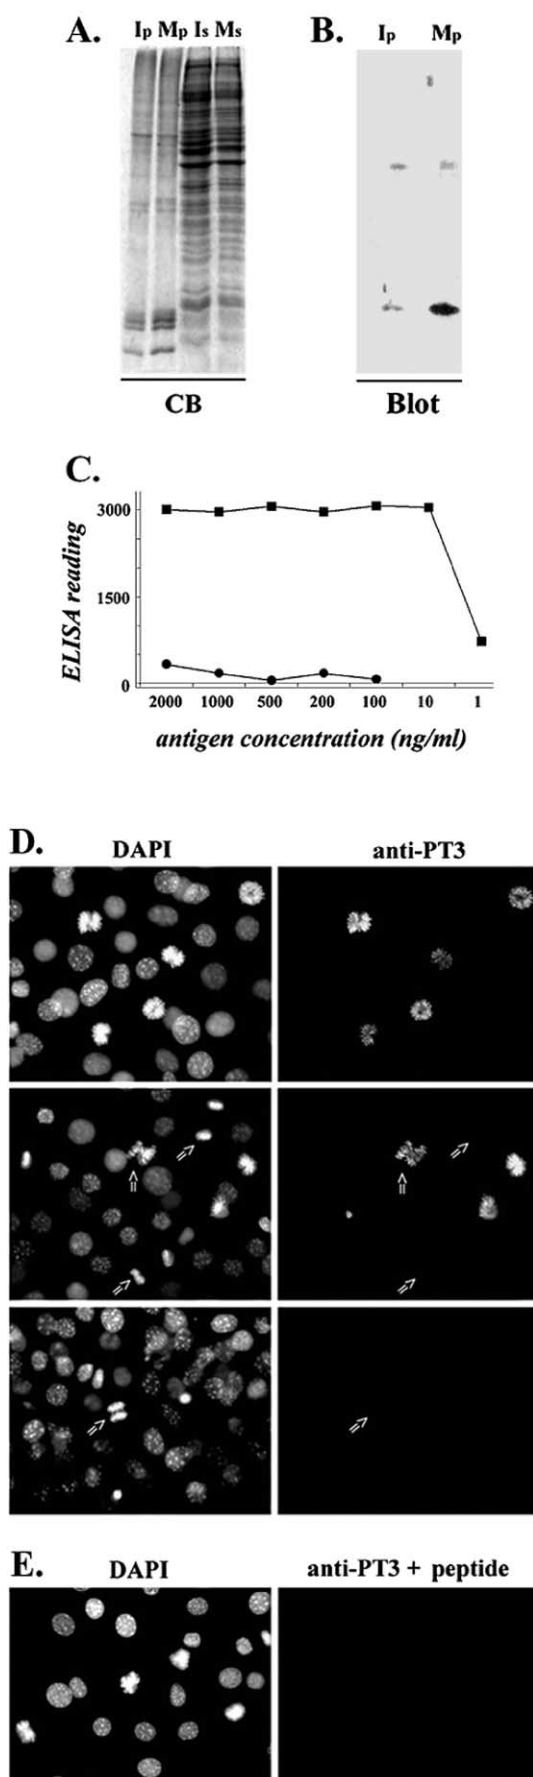 A.
Ip Mp Is Ms
B.
Ip Mp
CB
Blot
C.
ELISA reading
3000
1500
0
2000 1000 500 200 100 10 1
antigen concentration (ng/ml)
D.
DAPI anti-PT3
E.
DAPI anti-PT3 + peptide